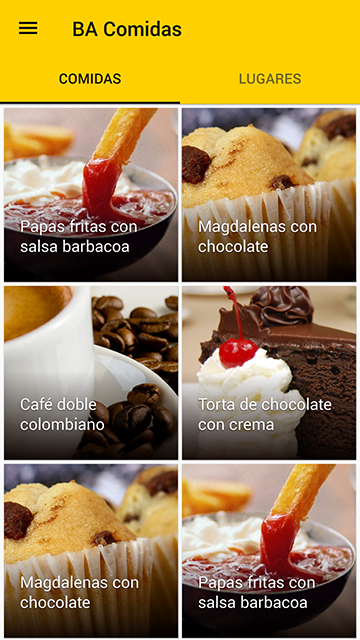 BA Comidas
COMIDAS
LUGARES
Papas fritas con
salsa barbacoa
Magdalenas con
chocolate
Café doble
colombiano
Torta de chocolate
con crema
Magdalenas con
chocolate
Papas fritas con
salsa barbacoa